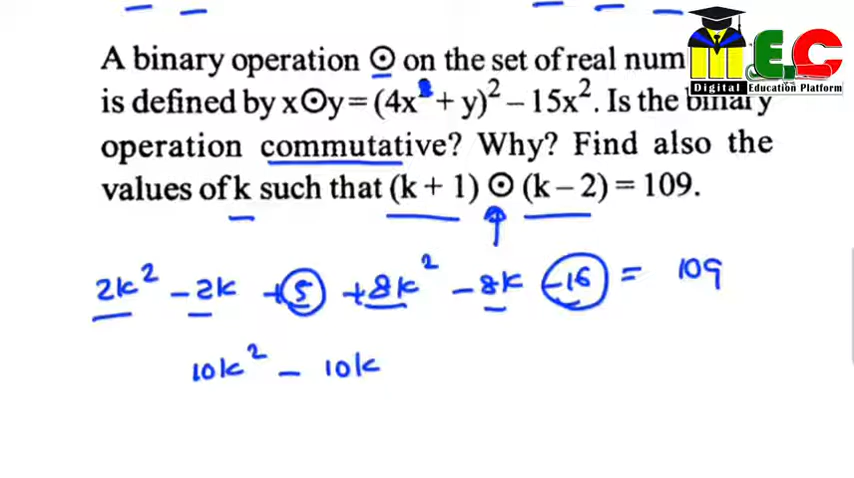 MEC
Digital Education Platform
A binary operation ⊙ on the set of real num
is defined by x⊙y = (4x + y)² – 15x². Is the binary
operation commutative? Why? Find also the
values of k such that (k + 1) ⊙ (k – 2) = 109.
2k² - 2k + 5 + 8k² - 8k - 16 = 109
10k² - 10k